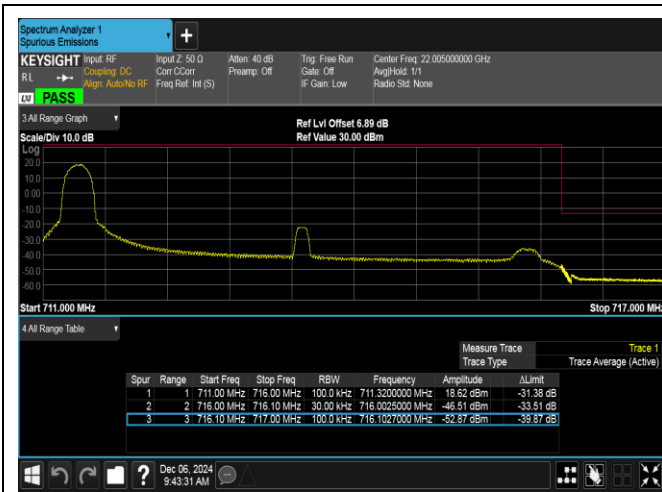 Spectrum Analyzer 1
Spurious Emissions
+
KEYSIGHT Input: RF Input Z: 50 Ω Atten: 40 dB Trig: Free Run Center Freq: 22.005000000 GHz
RL Coupling: DC Corr CCorr Preamp: Off Gate: Off Avg|Hold: 1/1
Align: Auto/No RF Freq Ref: Int (S) IF Gain: Low Radio Std: None
LXI PASS
3 All Range Graph
Ref Lvl Offset 6.89 dB
Scale/Div 10.0 dB Ref Value 30.00 dBm
Log
20.0
10.0
0.00
-10.0
-20.0
-30.0
-40.0
-50.0
-60.0
Start 711.000 MHz Stop 717.000 MHz
4 All Range Table
Measure Trace Trace 1
Trace Type Trace Average (Active)
Spur Range Start Freq Stop Freq RBW Frequency Amplitude ΔLimit
1 1 711.00 MHz 716.00 MHz 100.0 kHz 711.3200000 MHz 18.62 dBm -31.38 dB
2 2 716.00 MHz 716.10 MHz 30.00 kHz 716.0025000 MHz -46.51 dBm -33.51 dB
3 3 716.10 MHz 717.00 MHz 100.0 kHz 716.1027000 MHz -52.87 dBm -39.87 dB
? Dec 06, 2024
9:43:31 AM